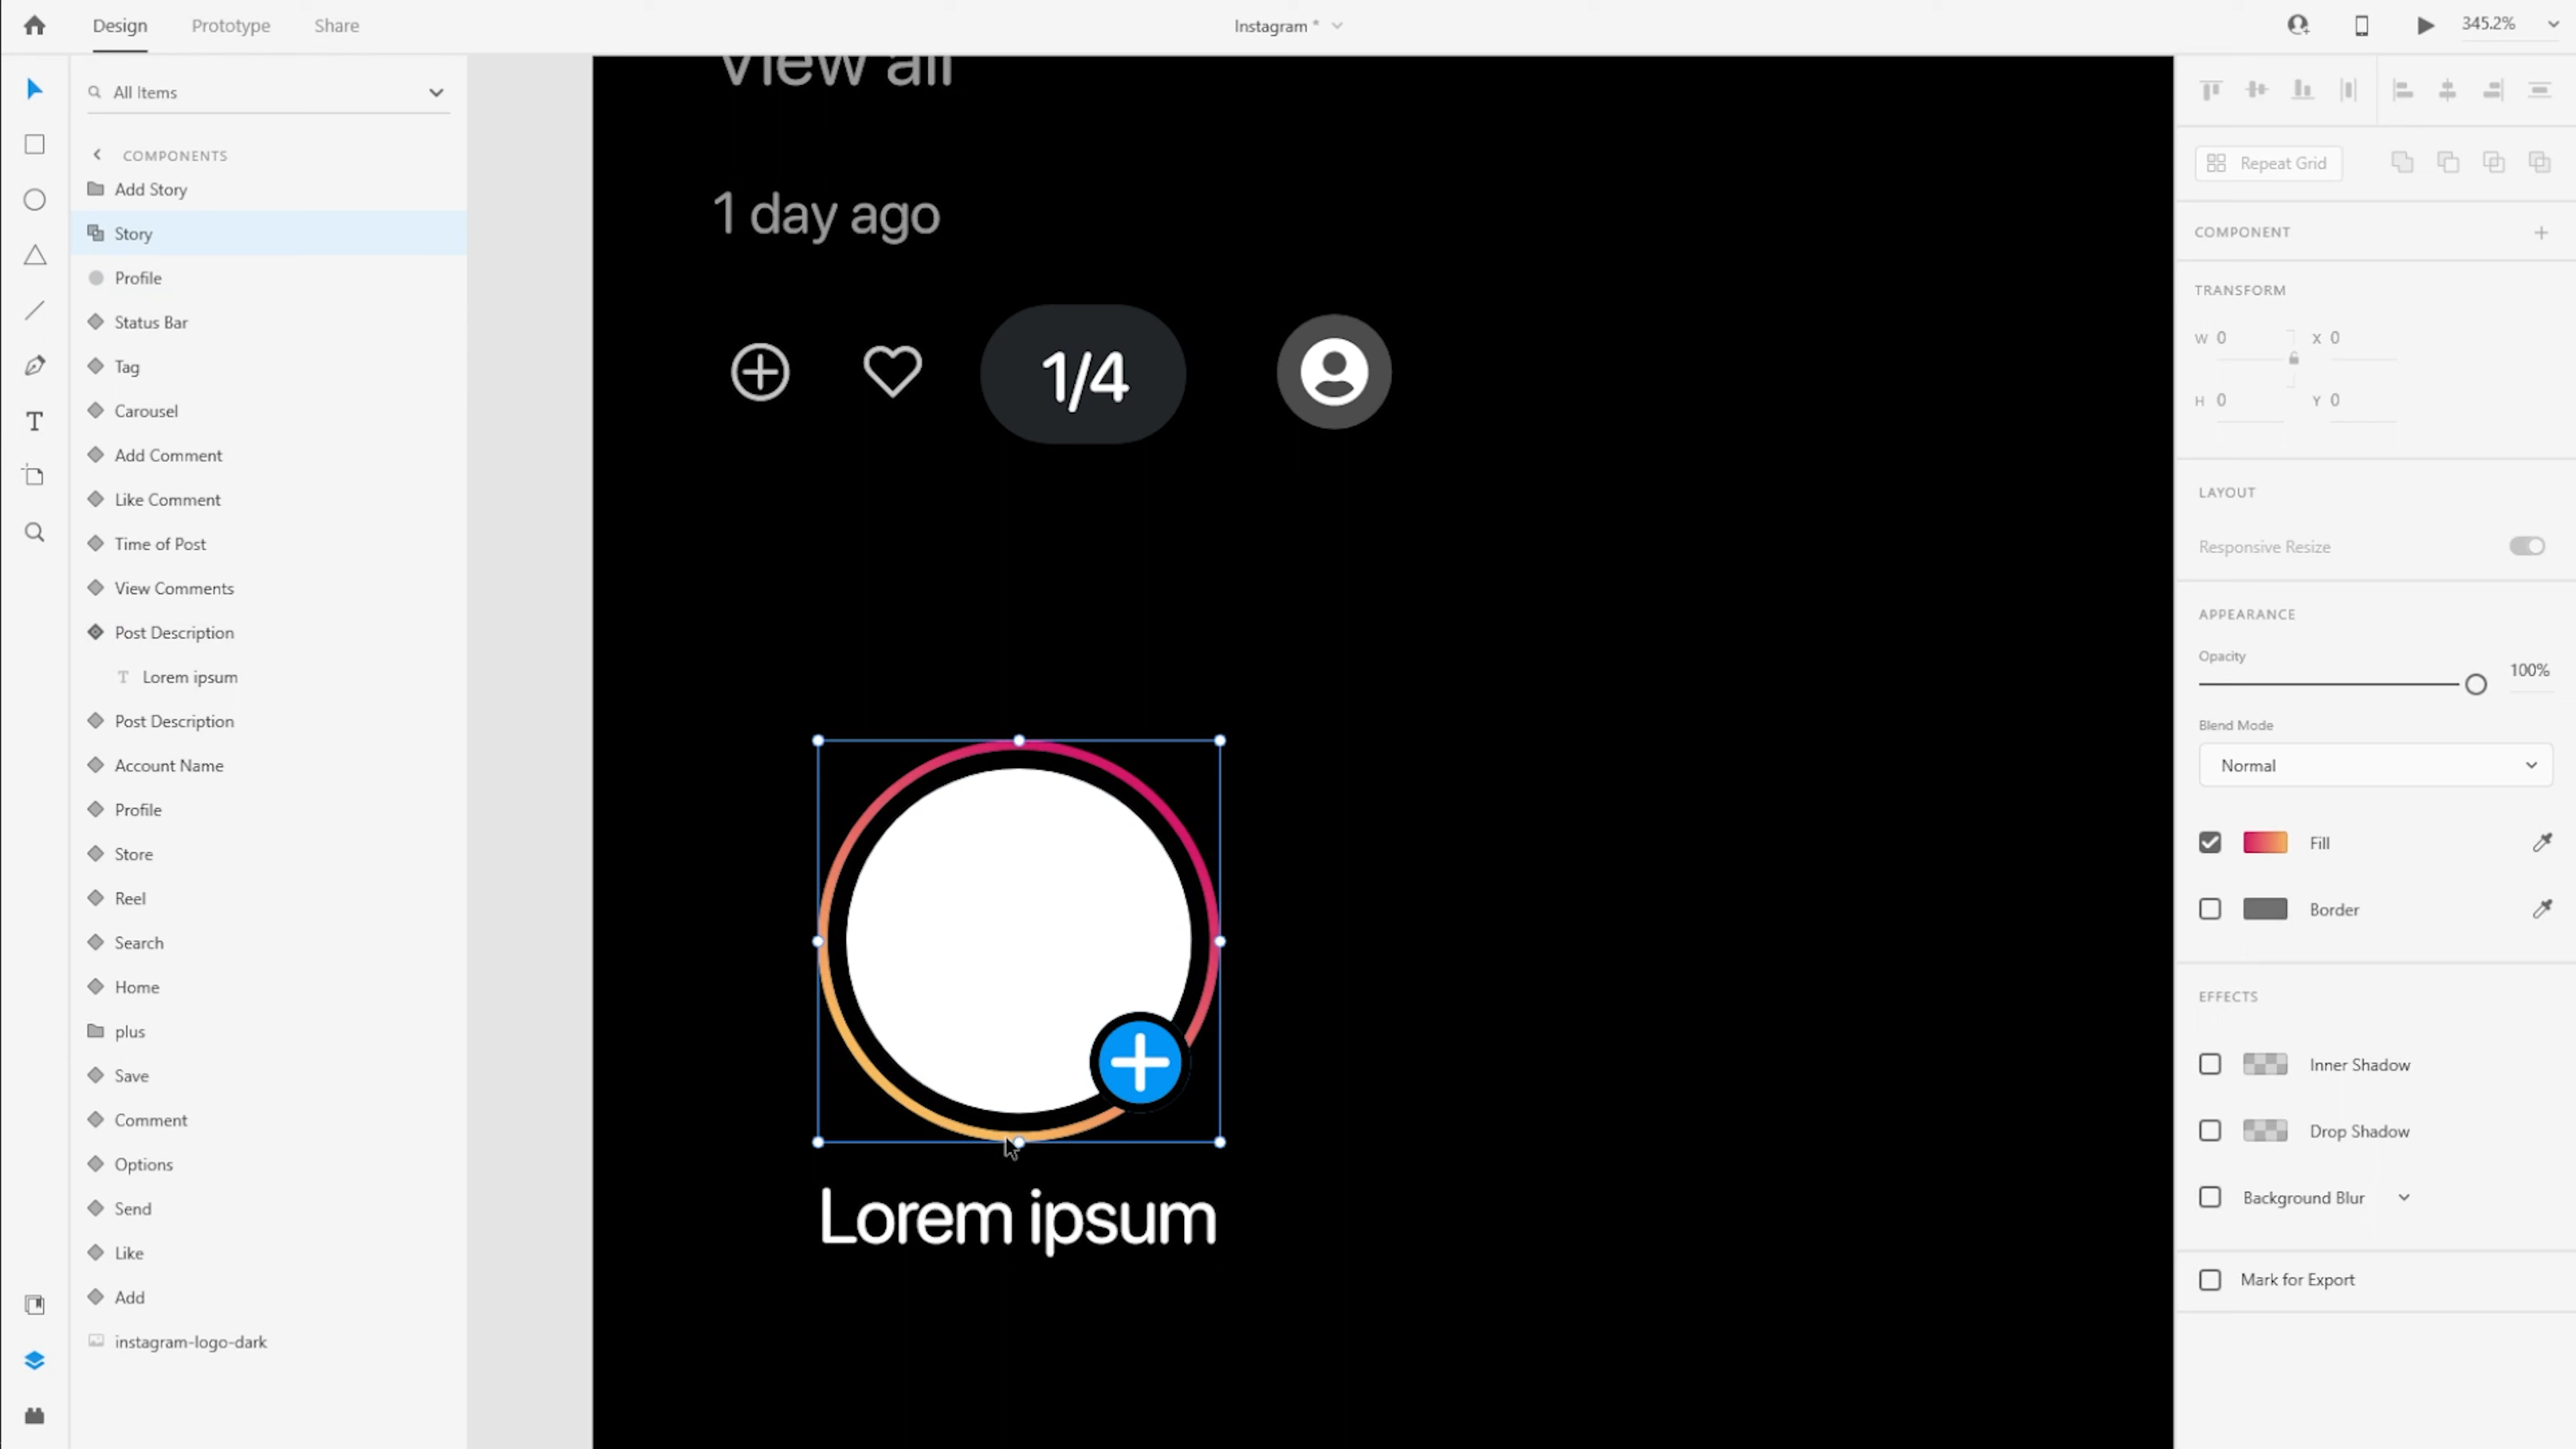 Design Prototype Share
Instagram *
345.2%
All Items
COMPONENTS
Add Story
Story
Profile
Status Bar
Tag
Carousel
Add Comment
Like Comment
Time of Post
View Comments
Post Description
T Lorem ipsum
Post Description
Account Name
Profile
Store
Reel
Search
Home
plus
Save
Comment
Options
Send
Like
Add
instagram-logo-dark
T
View all
1 day ago
1/4
Lorem ipsum
Repeat Grid
COMPONENT
TRANSFORM
W 0 X 0
H 0 Y 0
LAYOUT
Responsive Resize
APPEARANCE
Opacity
100%
Blend Mode
Normal
Fill
Border
EFFECTS
Inner Shadow
Drop Shadow
Background Blur
Mark for Export